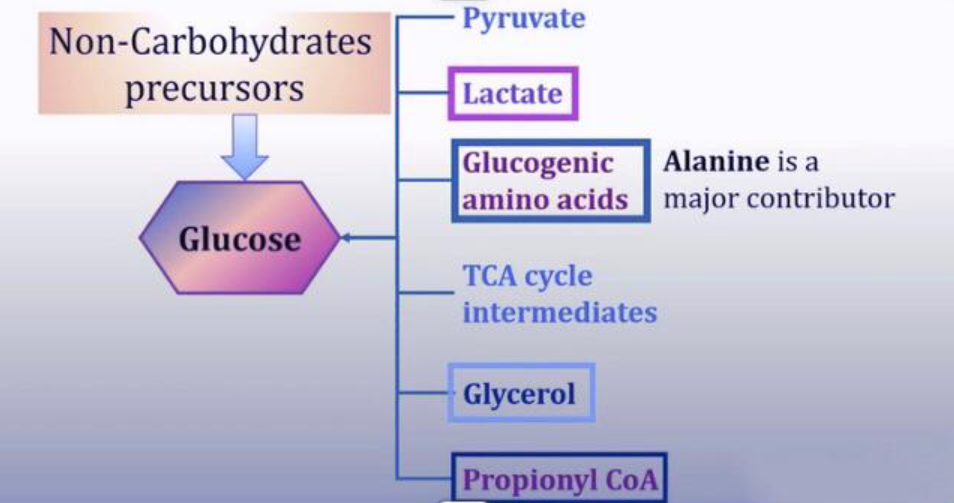 Non-Carbohydrates
precursors
Glucose
Pyruvate
Lactate
Glucogenic
amino acids
Alanine is a
major contributor
TCA cycle
intermediates
Glycerol
Propionyl CoA